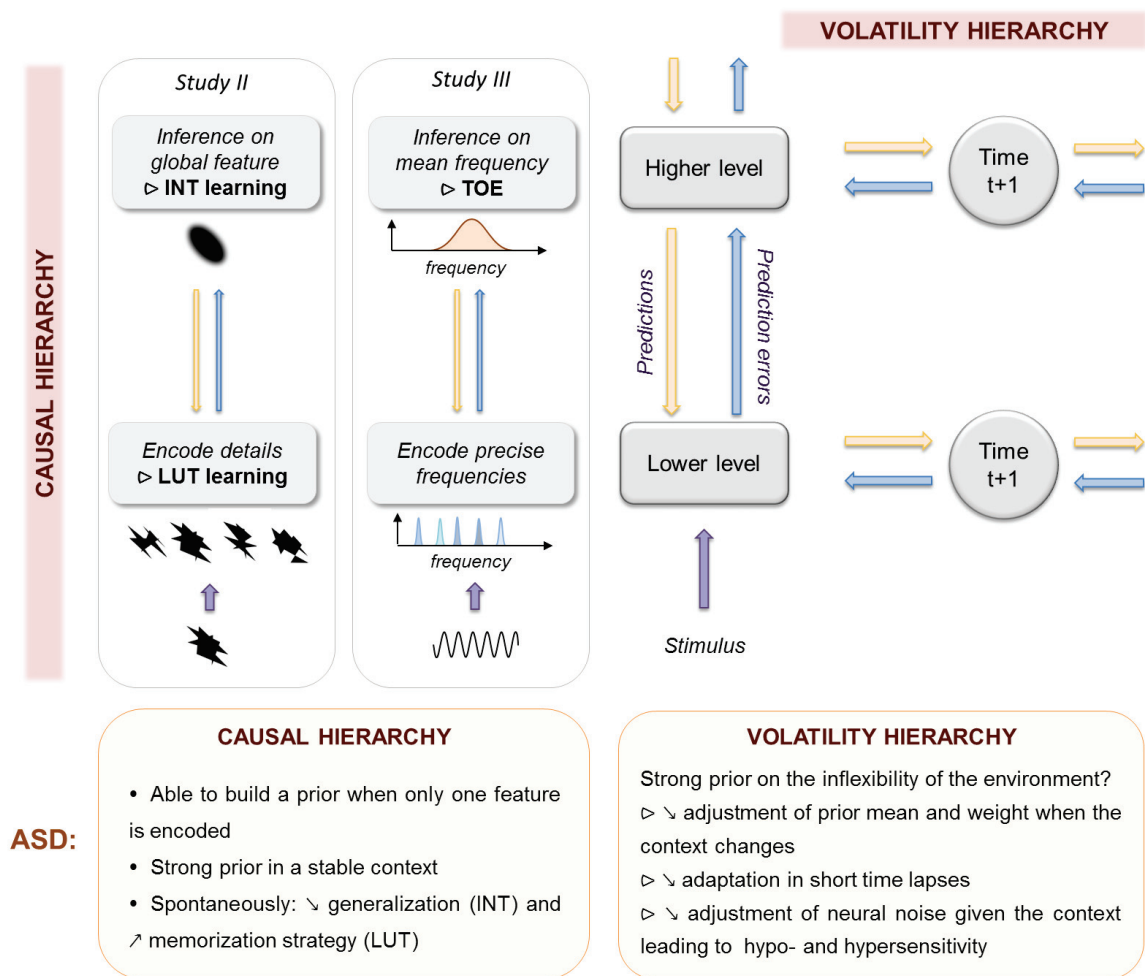 VOLATILITY HIERARCHY
CAUSAL HIERARCHY
Study II
Inference on
global feature
▷ INT learning
Encode details
▷ LUT learning
Study III
Inference on
mean frequency
▷ TOE
frequency
Encode precise
frequencies
frequency
Higher level
Predictions
Prediction errors
Lower level
Stimulus
Time
t+1
Time
t+1
ASD:
CAUSAL HIERARCHY
• Able to build a prior when only one feature
is encoded
• Strong prior in a stable context
• Spontaneously: ↘ generalization (INT) and
↗ memorization strategy (LUT)
VOLATILITY HIERARCHY
Strong prior on the inflexibility of the environment?
▷ ↘ adjustment of prior mean and weight when the
context changes
▷ ↘ adaptation in short time lapses
▷ ↘ adjustment of neural noise given the context
leading to hypo- and hypersensitivity